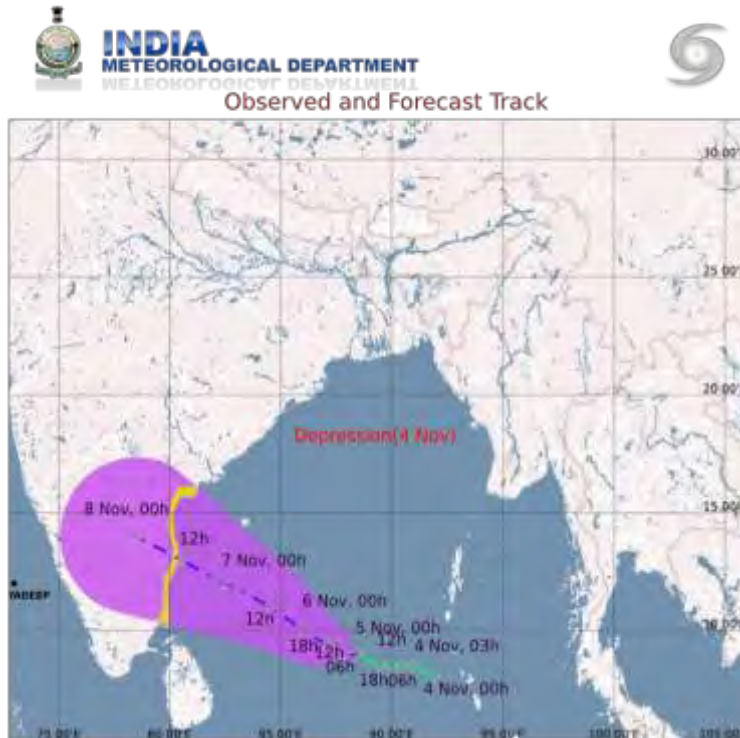 INDIA
METEOROLOGICAL DEPARTMENT
Observed and Forecast Track
30 00'
25 00'
20 00'
Depression(4 Nov)
8 Nov, 00h
15 00'
12h
7 Nov, 00h
6 Nov, 00h
12h
5 Nov, 00h
12h
4 Nov, 03h
18h
12h
06h
18h
06h
4 Nov, 00h